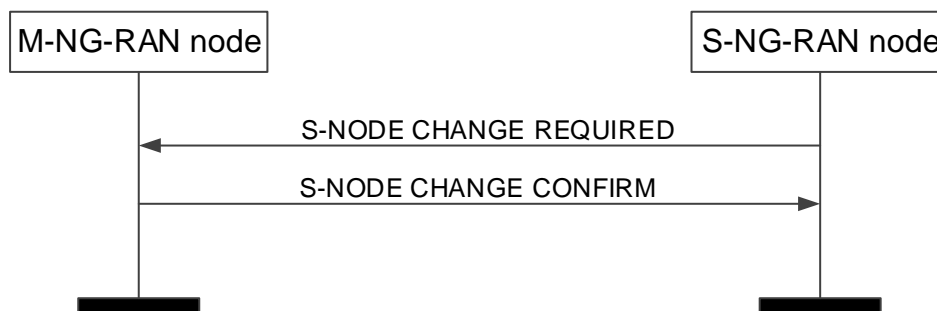 M-NG-RAN node
S-NG-RAN node
S-NODE CHANGE REQUIRED
S-NODE CHANGE CONFIRM